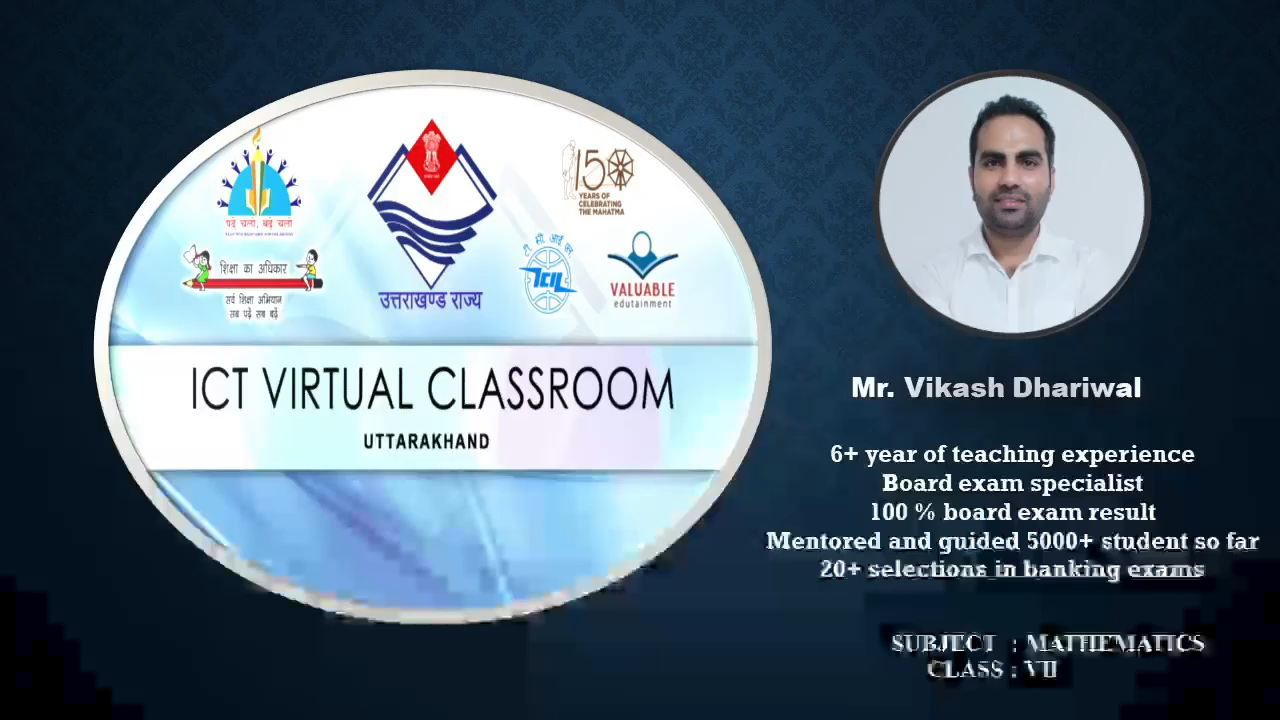 पढ़ें चलो, बढ़ें चलो
शिक्षा का अधिकार
सर्व शिक्षा अभियान
सब पढ़ें सब बढ़ें
उत्तराखण्ड राज्य
150
YEARS OF
CELEBRATING
THE MAHATMA
टी. सी. आई. एल.
TCIL
VALUABLE
edutainment
ICT VIRTUAL CLASSROOM
UTTARAKHAND
Mr. Vikash Dhariwal
6+ year of teaching experience
Board exam specialist
100 % board exam result
Mentored and guided 5000+ student so far
20+ selections in banking exams
SUBJECT : MATHEMATICS
CLASS : VII